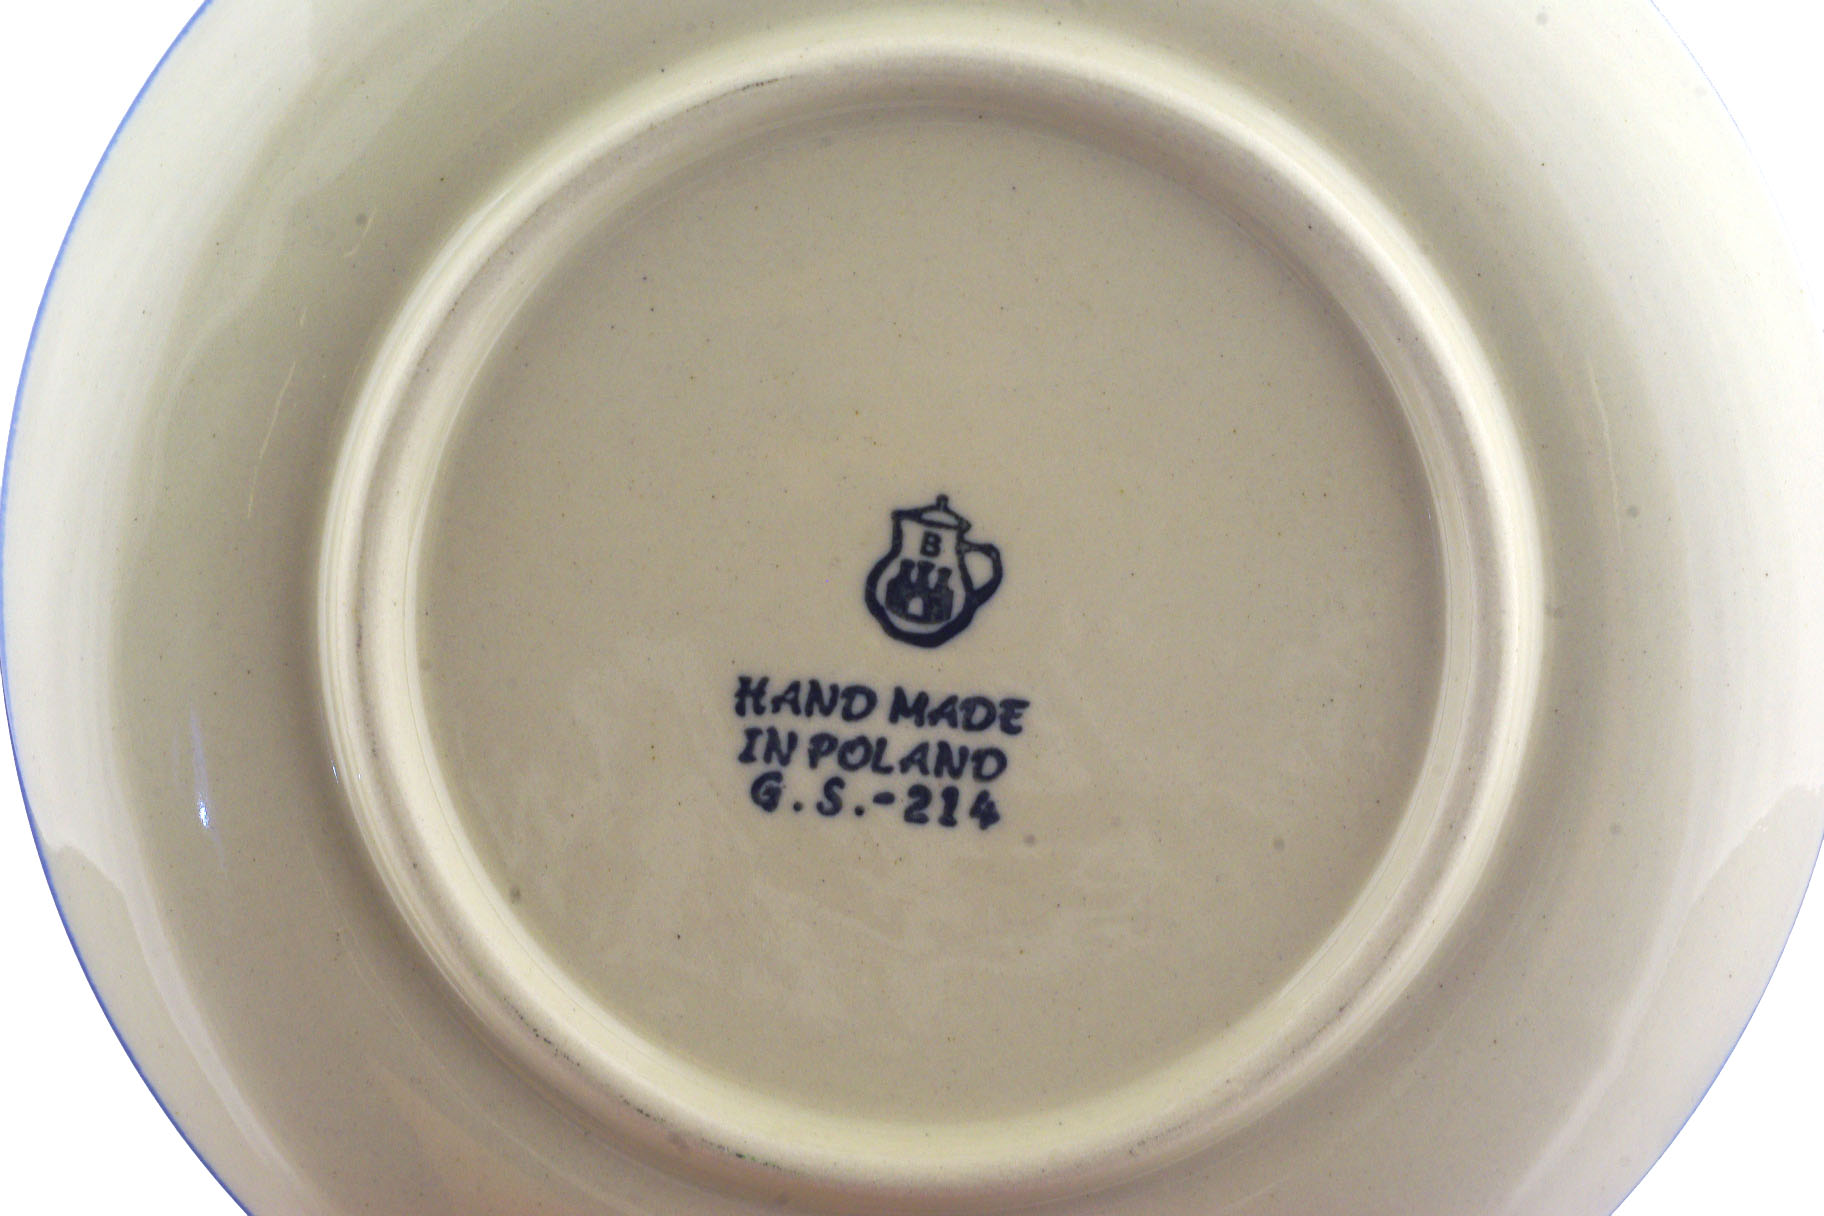 B
HAND MADE
IN POLAND
G.S.-214